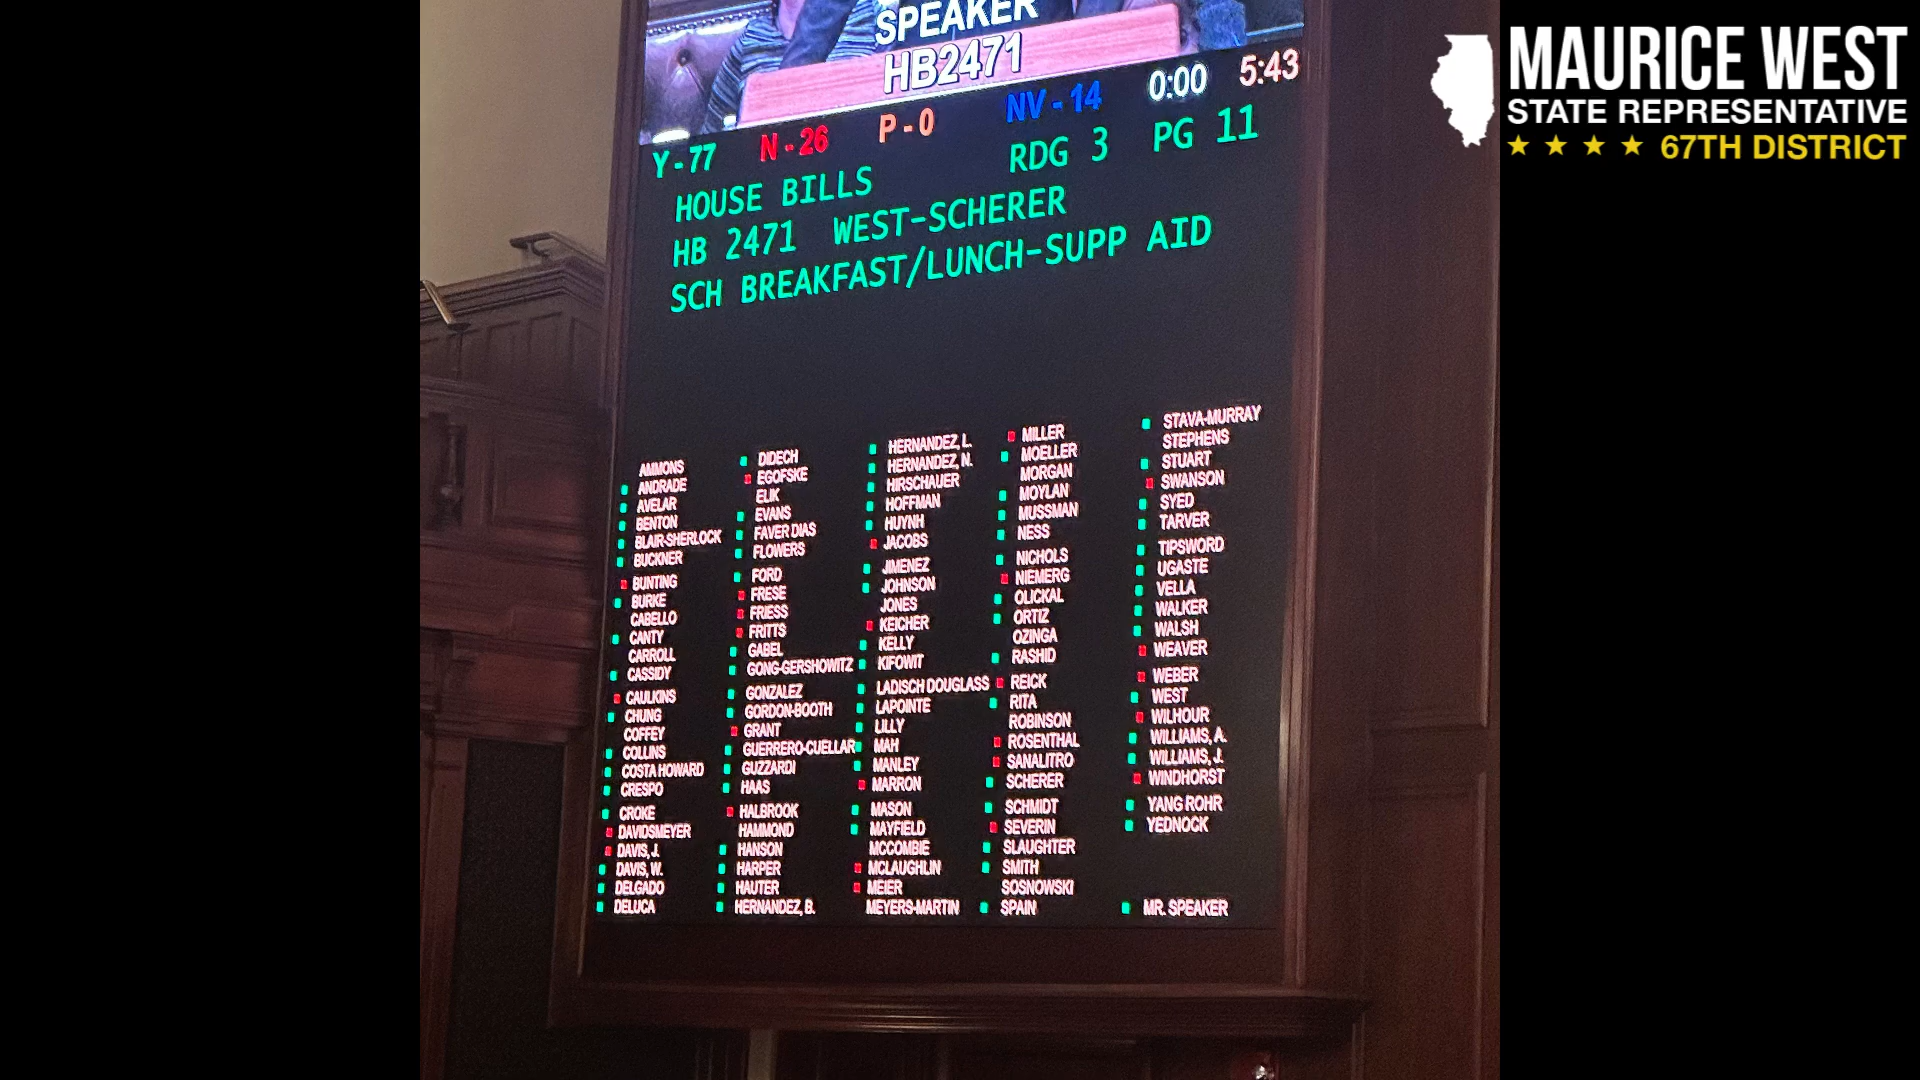 SPEAKER
HB2471
Y-77 N-26 P-0 NV-14 0:00 5:43
HOUSE BILLS RDG 3 PG 11
HB 2471 WEST-SCHERER
SCH BREAKFAST/LUNCH-SUPP AID
AMMONS
ANDRADE
AVELAR
BENTON
BLAIR-SHERLOCK
BUCKNER
BUNTING
BURKE
CABELLO
CANTY
CARROLL
CASSIDY
CAULKINS
CHUNG
COFFEY
COLLINS
COSTA HOWARD
CRESPO
CROKE
DAVIDSMEYER
DAVIS, J.
DAVIS, W.
DELGADO
DELUCA
DIDECH
EGOFSKE
ELIK
EVANS
FAVER DIAS
FLOWERS
FORD
FRESE
FRIESS
FRITTS
GABEL
GONG-GERSHOWITZ
GONZALEZ
GORDON-BOOTH
GRANT
GUERRERO-CUELLAR
GUZZARDI
HAAS
HALBROOK
HAMMOND
HANSON
HARPER
HAUTER
HERNANDEZ, B.
HERNANDEZ, L.
HERNANDEZ, N.
HIRSCHAUER
HOFFMAN
HUYNH
JACOBS
JIMENEZ
JOHNSON
JONES
KEICHER
KELLY
KIFOWIT
LADISCH DOUGLASS
LAPOINTE
LILLY
MAH
MANLEY
MARRON
MASON
MAYFIELD
MCCOMBIE
MCLAUGHLIN
MEIER
MEYERS-MARTIN
MILLER
MOELLER
MORGAN
MOYLAN
MUSSMAN
NESS
NICHOLS
NIEMERG
OLICKAL
ORTIZ
OZINGA
RASHID
REICK
RITA
ROBINSON
ROSENTHAL
SANALITRO
SCHERER
SCHMIDT
SEVERIN
SLAUGHTER
SMITH
SOSNOWSKI
SPAIN
STAVA-MURRAY
STEPHENS
STUART
SWANSON
SYED
TARVER
TIPSWORD
UGASTE
VELLA
WALKER
WALSH
WEAVER
WEBER
WEST
WILHOUR
WILLIAMS, A.
WILLIAMS, J.
WINDHORST
YANG ROHR
YEDNOCK
MR. SPEAKER
MAURICE WEST
STATE REPRESENTATIVE
67TH DISTRICT